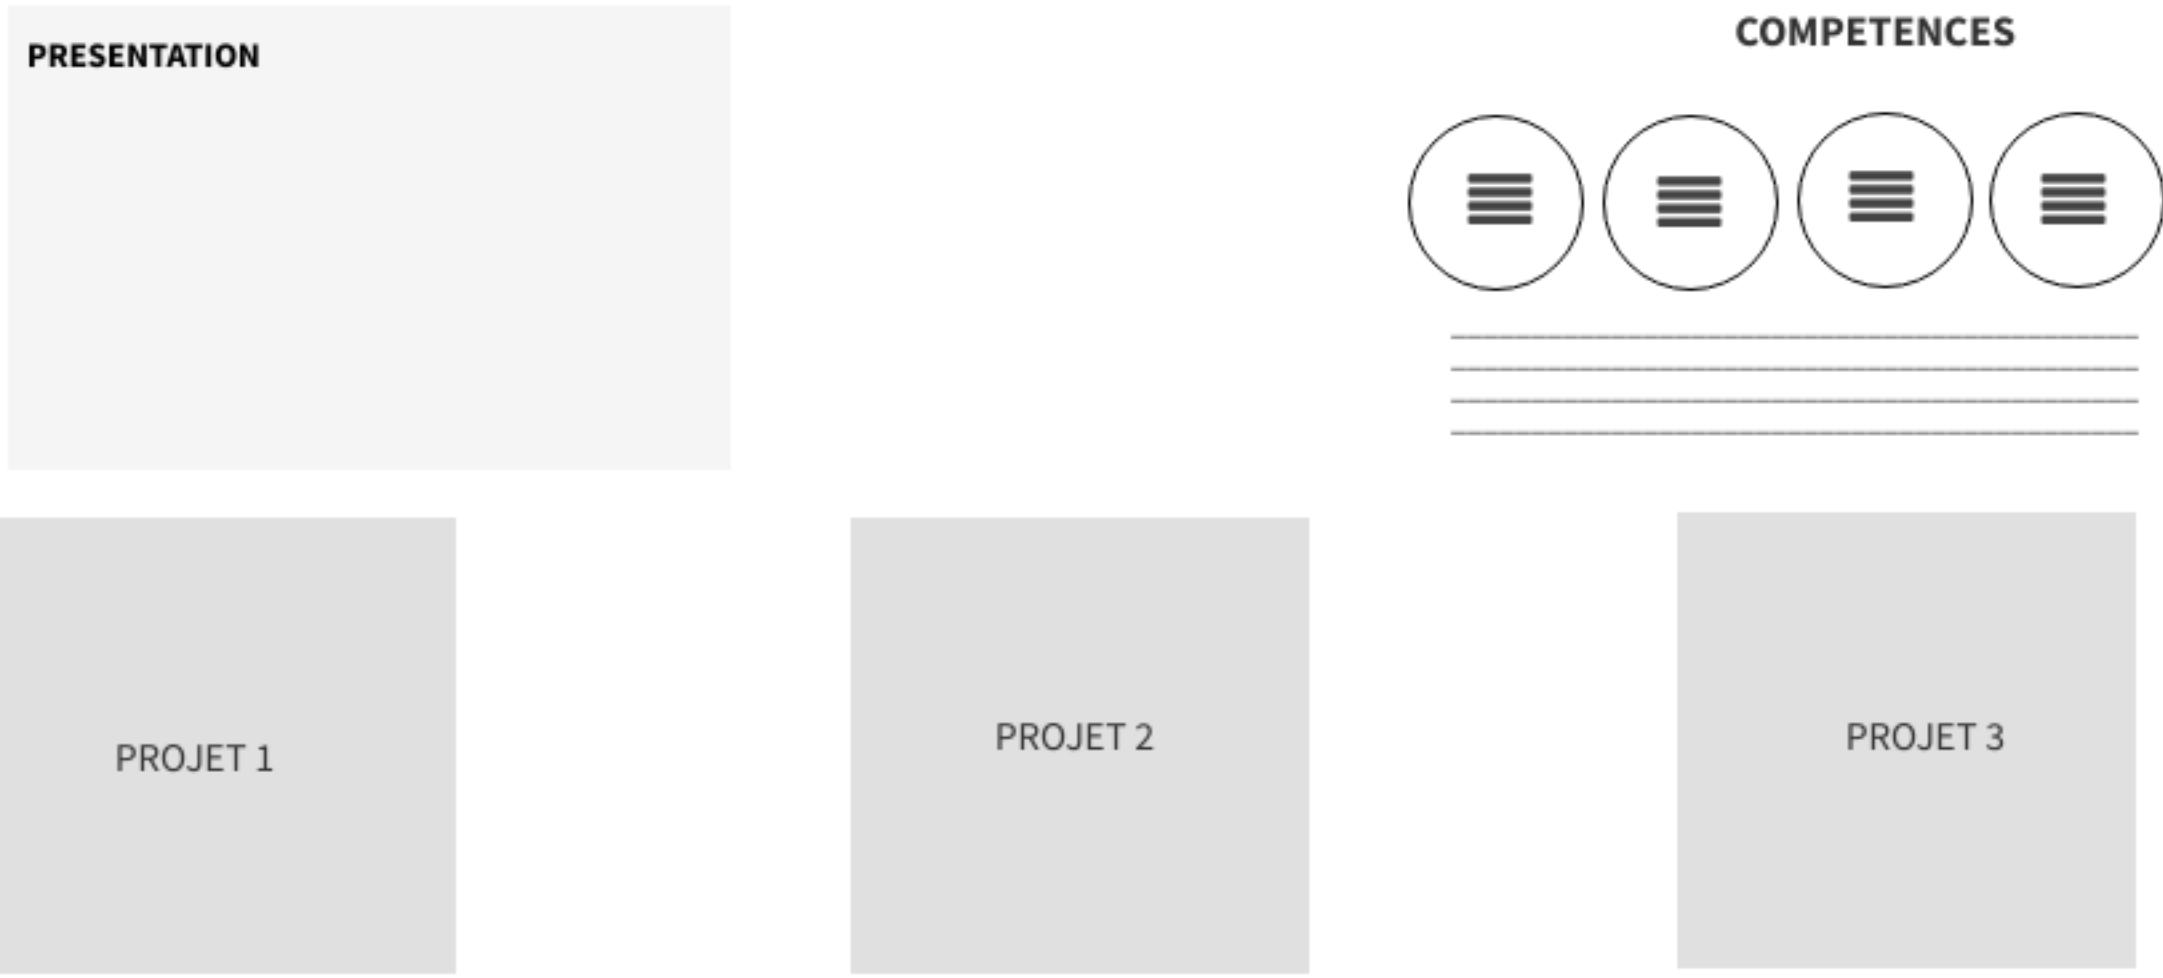 PRESENTATION
COMPETENCES
PROJET 1
PROJET 2
PROJET 3